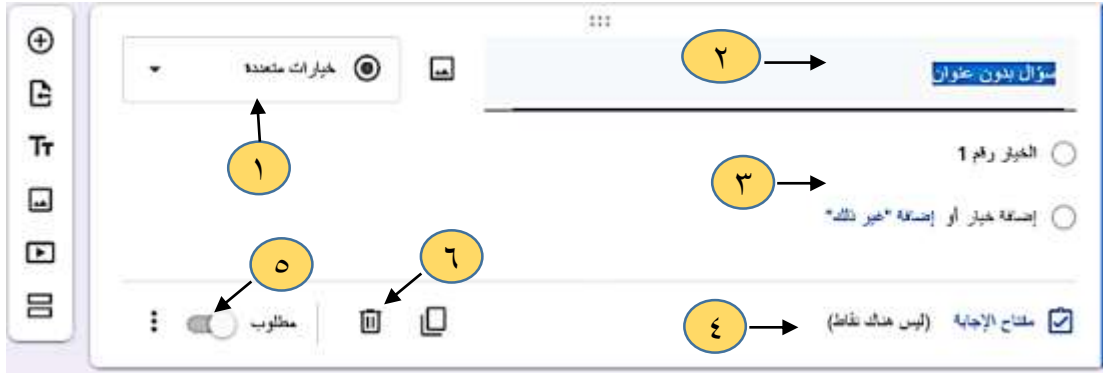 ٢
سؤال بدون عنوان
خيارات متعددة
١
الخيار رقم 1
٣
إضافة خيار أو إضافة "غير ذلك"
٤
مفتاح الإجابة (ليس هناك نقاط)
٦
٥
مطلوب
Tт